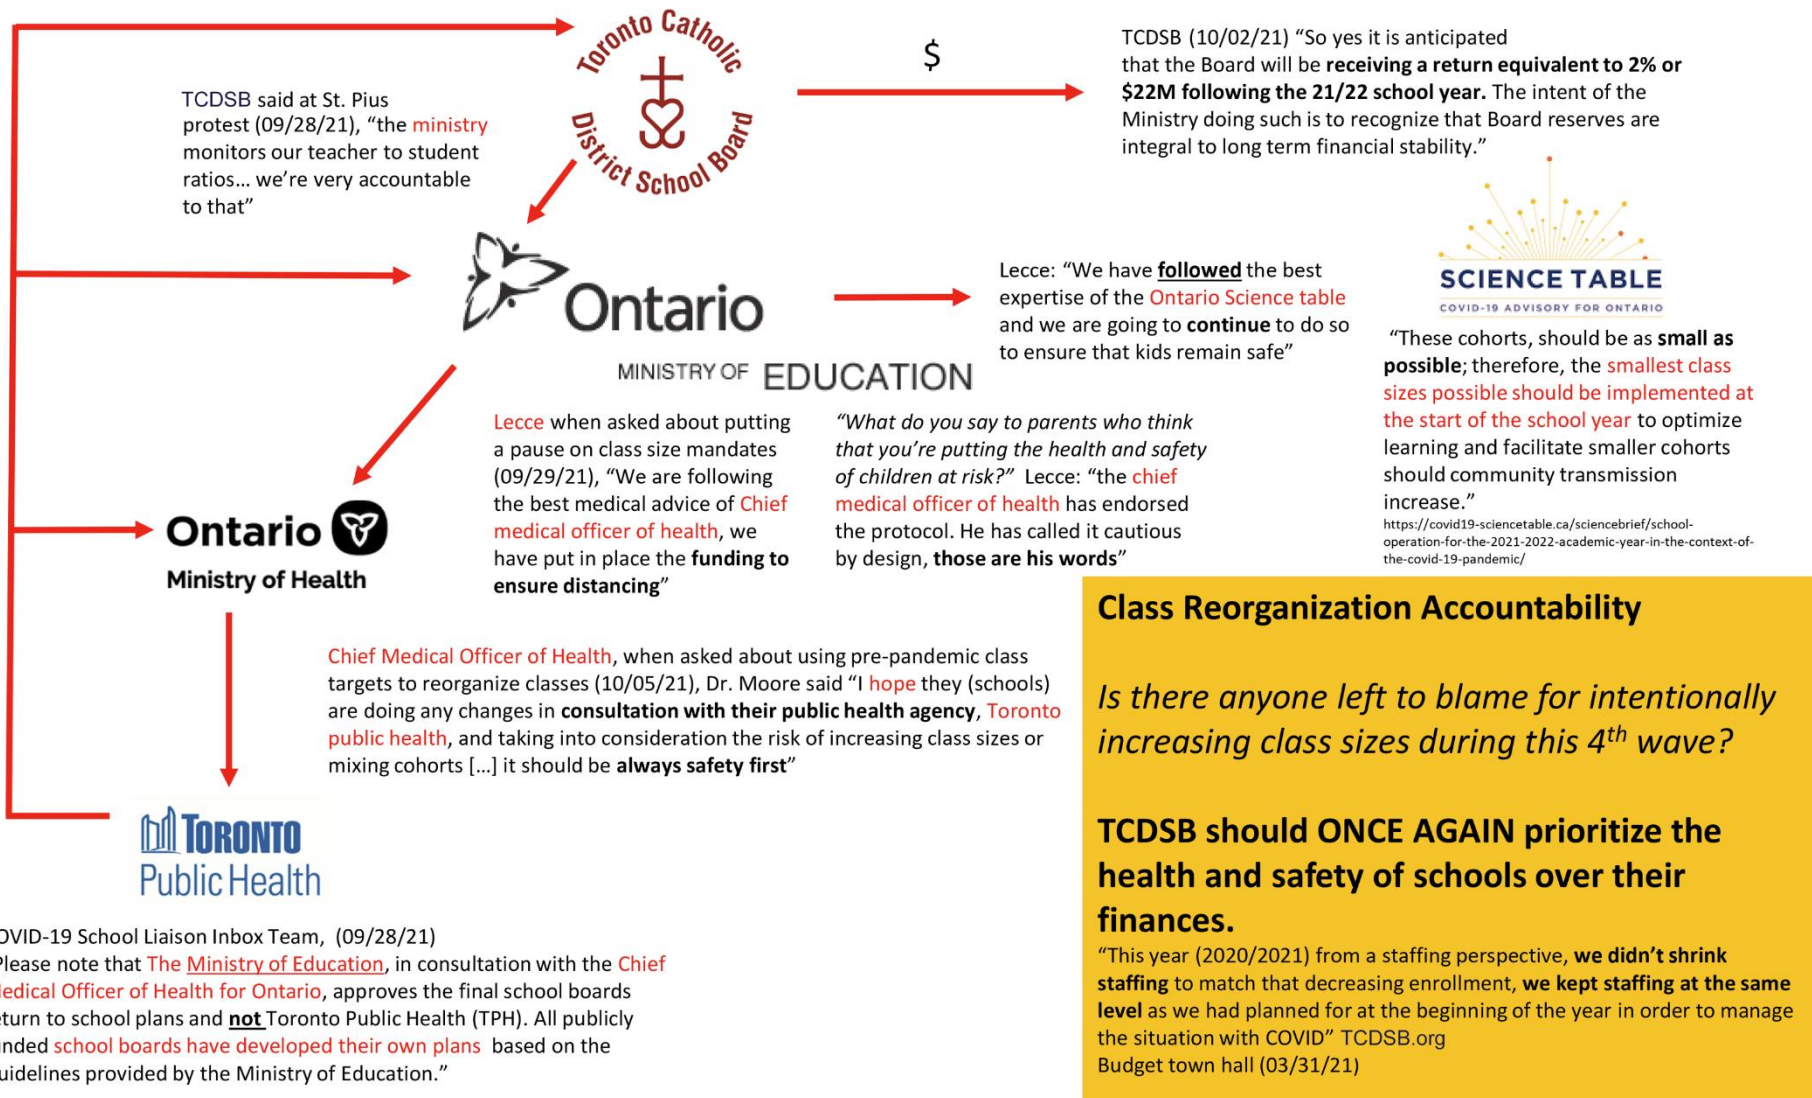 Toronto Catholic
District School Board
$
TCDSB (10/02/21) “So yes it is anticipated
that the Board will be receiving a return equivalent to 2% or
$22M following the 21/22 school year. The intent of the
Ministry doing such is to recognize that Board reserves are
integral to long term financial stability.”
TCDSB said at St. Pius
protest (09/28/21), “the ministry
monitors our teacher to student
ratios... we’re very accountable
to that”
Ontario
MINISTRY OF EDUCATION
Lecce: “We have followed the best
expertise of the Ontario Science table
and we are going to continue to do so
to ensure that kids remain safe”
SCIENCE TABLE
COVID-19 ADVISORY FOR ONTARIO
“These cohorts, should be as small as
possible; therefore, the smallest class
sizes possible should be implemented at
the start of the school year to optimize
learning and facilitate smaller cohorts
should community transmission
increase.”
https://covid19-sciencetable.ca/sciencebrief/school-
operation-for-the-2021-2022-academic-year-in-the-context-of-
the-covid-19-pandemic/
Lecce when asked about putting
a pause on class size mandates
(09/29/21), “We are following
the best medical advice of Chief
medical officer of health, we
have put in place the funding to
ensure distancing”
“What do you say to parents who think
that you’re putting the health and safety
of children at risk?” Lecce: “the chief
medical officer of health has endorsed
the protocol. He has called it cautious
by design, those are his words”
Ontario
Ministry of Health
Chief Medical Officer of Health, when asked about using pre-pandemic class
targets to reorganize classes (10/05/21), Dr. Moore said “I hope they (schools)
are doing any changes in consultation with their public health agency, Toronto
public health, and taking into consideration the risk of increasing class sizes or
mixing cohorts [...] it should be always safety first”
TORONTO
Public Health
OVID-19 School Liaison Inbox Team, (09/28/21)
Please note that The Ministry of Education, in consultation with the Chief
edical Officer of Health for Ontario, approves the final school boards
eturn to school plans and not Toronto Public Health (TPH). All publicly
unded school boards have developed their own plans based on the
uidelines provided by the Ministry of Education.”
Class Reorganization Accountability
Is there anyone left to blame for intentionally
increasing class sizes during this 4th wave?
TCDSB should ONCE AGAIN prioritize the
health and safety of schools over their
finances.
“This year (2020/2021) from a staffing perspective, we didn’t shrink
staffing to match that decreasing enrollment, we kept staffing at the same
level as we had planned for at the beginning of the year in order to manage
the situation with COVID” TCDSB.org
Budget town hall (03/31/21)